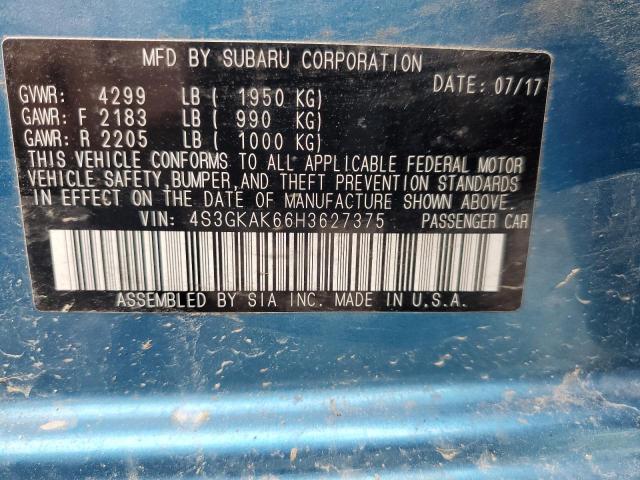 MFD BY SUBARU CORPORATION
DATE: 07/17
GVWR: 4299 LB ( 1950 KG)
GAWR: F 2183 LB ( 990 KG)
GAWR: R 2205 LB ( 1000 KG)
THIS VEHICLE CONFORMS TO ALL APPLICABLE FEDERAL MOTOR
VEHICLE SAFETY, BUMPER, AND THEFT PREVENTION STANDARDS
IN EFFECT ON THE DATE OF MANUFACTURE SHOWN ABOVE.
VIN: 4S3GKAK66H3627375 PASSENGER CAR
ASSEMBLED BY SIA INC. MADE IN U.S.A.